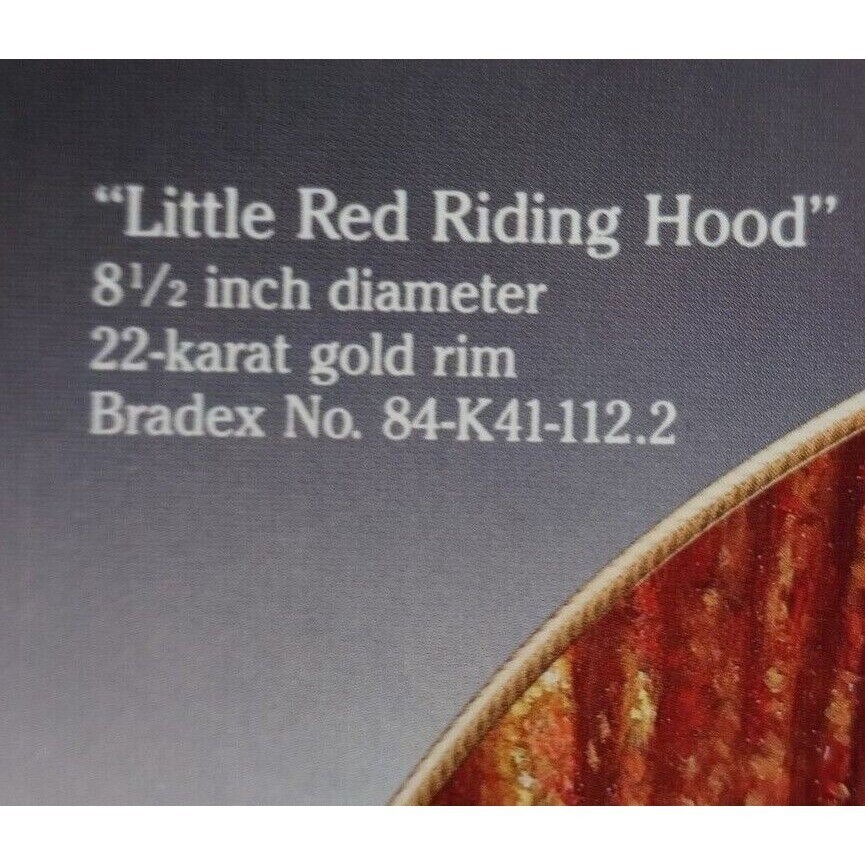 “Little Red Riding Hood”
8½ inch diameter
22-karat gold rim
Bradex No. 84-K41-112.2